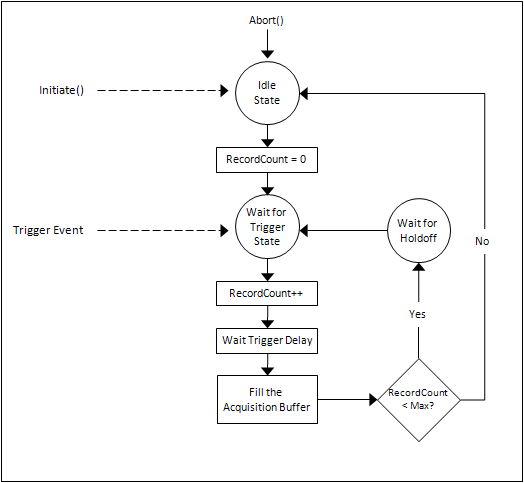 Abort()
Initiate()
Idle
State
RecordCount = 0
Trigger Event
Wait for
Trigger
State
Wait for
Holdoff
No
RecordCount++
Yes
Wait Trigger Delay
Fill the
Acquisition Buffer
RecordCount
< Max?